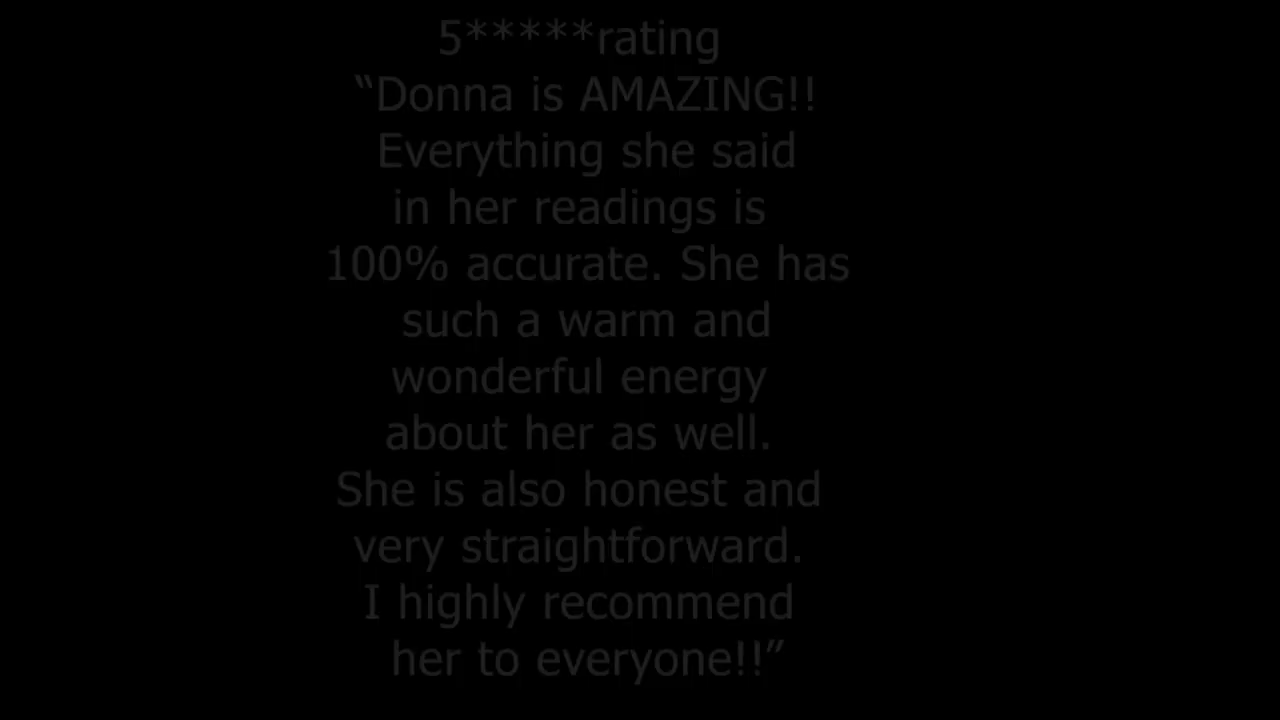 5*****rating
“Donna is AMAZING!!
Everything she said
in her readings is
100% accurate. She has
such a warm and
wonderful energy
about her as well.
She is also honest and
very straightforward.
I highly recommend
her to everyone!!”